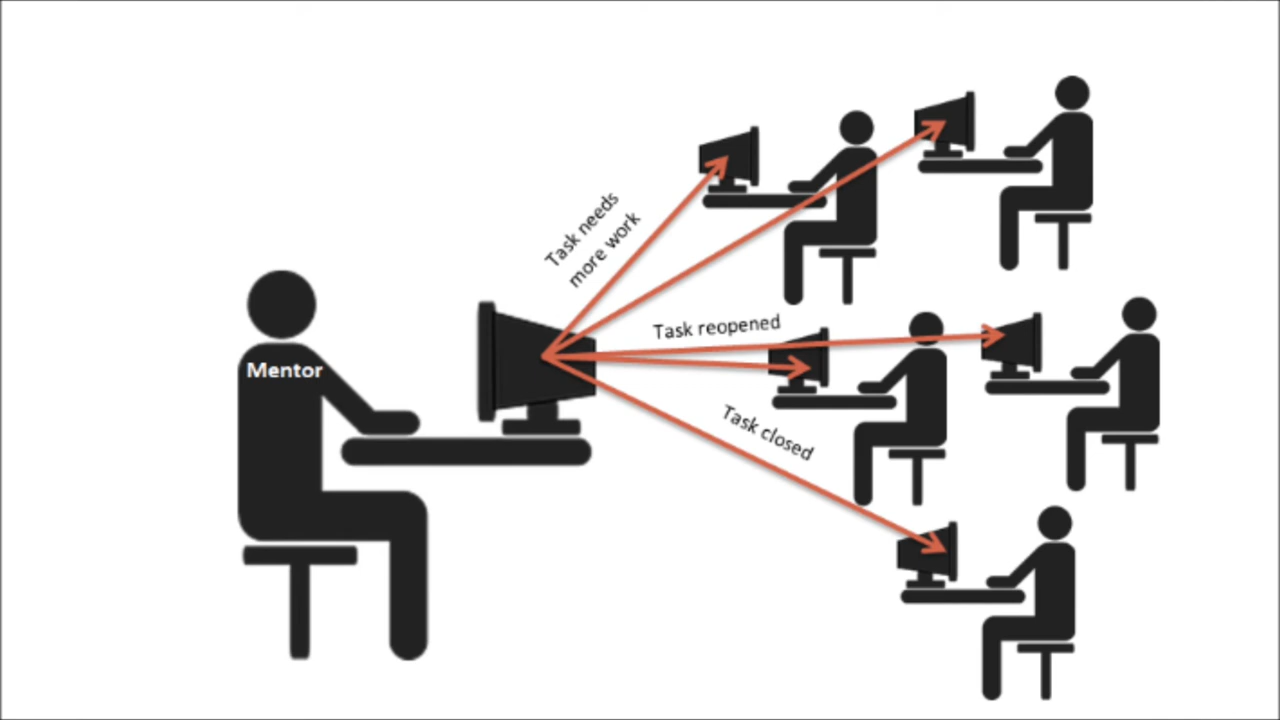 Task needs
more work
Task reopened
Mentor
Task closed